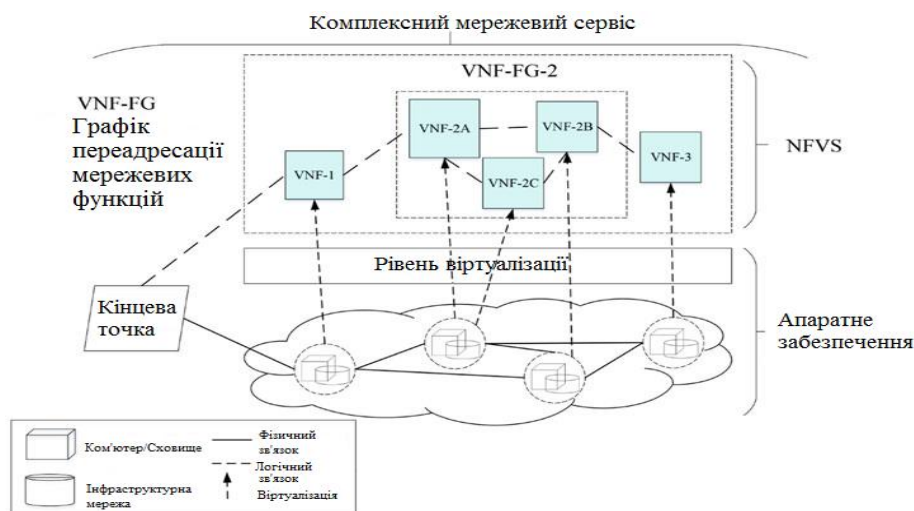 Комплексний мережевий сервіс
VNF-FG-2
VNF-FG
Графік
переадресації
мережевих
функцій
VNF-1
VNF-2A
VNF-2B
VNF-2C
VNF-3
NFVS
Рівень віртуалізації
Кінцева
точка
Апаратне
забезпечення
Ком'ютер/Сховище
Інфраструктурна
мережа
Фізичний
зв'язок
Логічний
зв'язок
Віртуалізація